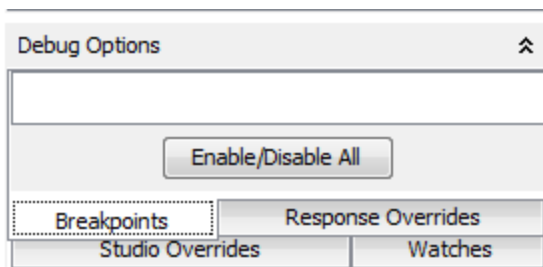 Debug Options
Enable/Disable All
Breakpoints Response Overrides
Studio Overrides Watches